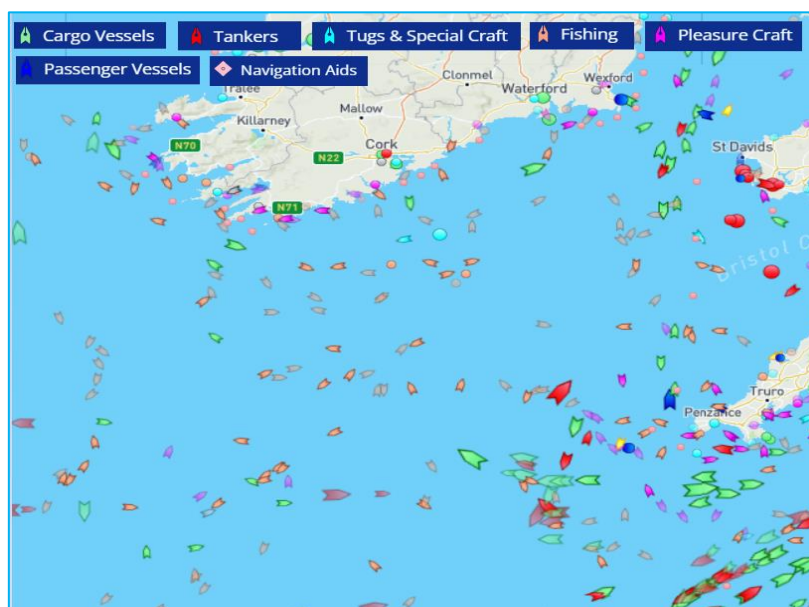 Cargo Vessels
Tankers
Tugs & Special Craft
Fishing
Pleasure Craft
Passenger Vessels
Navigation Aids
Tralee
Clonmel
Waterford
Wexford
Mallow
Killarney
N70
Cork
N22
St Davids
N71
Bristol C
Truro
Penzance